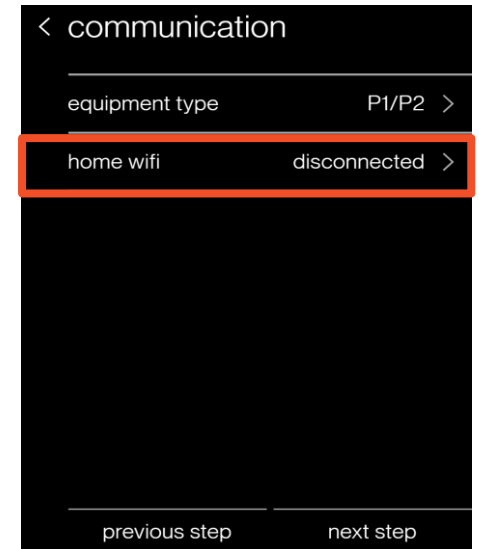 communication
equipment type P1/P2
home wifi disconnected
previous step next step